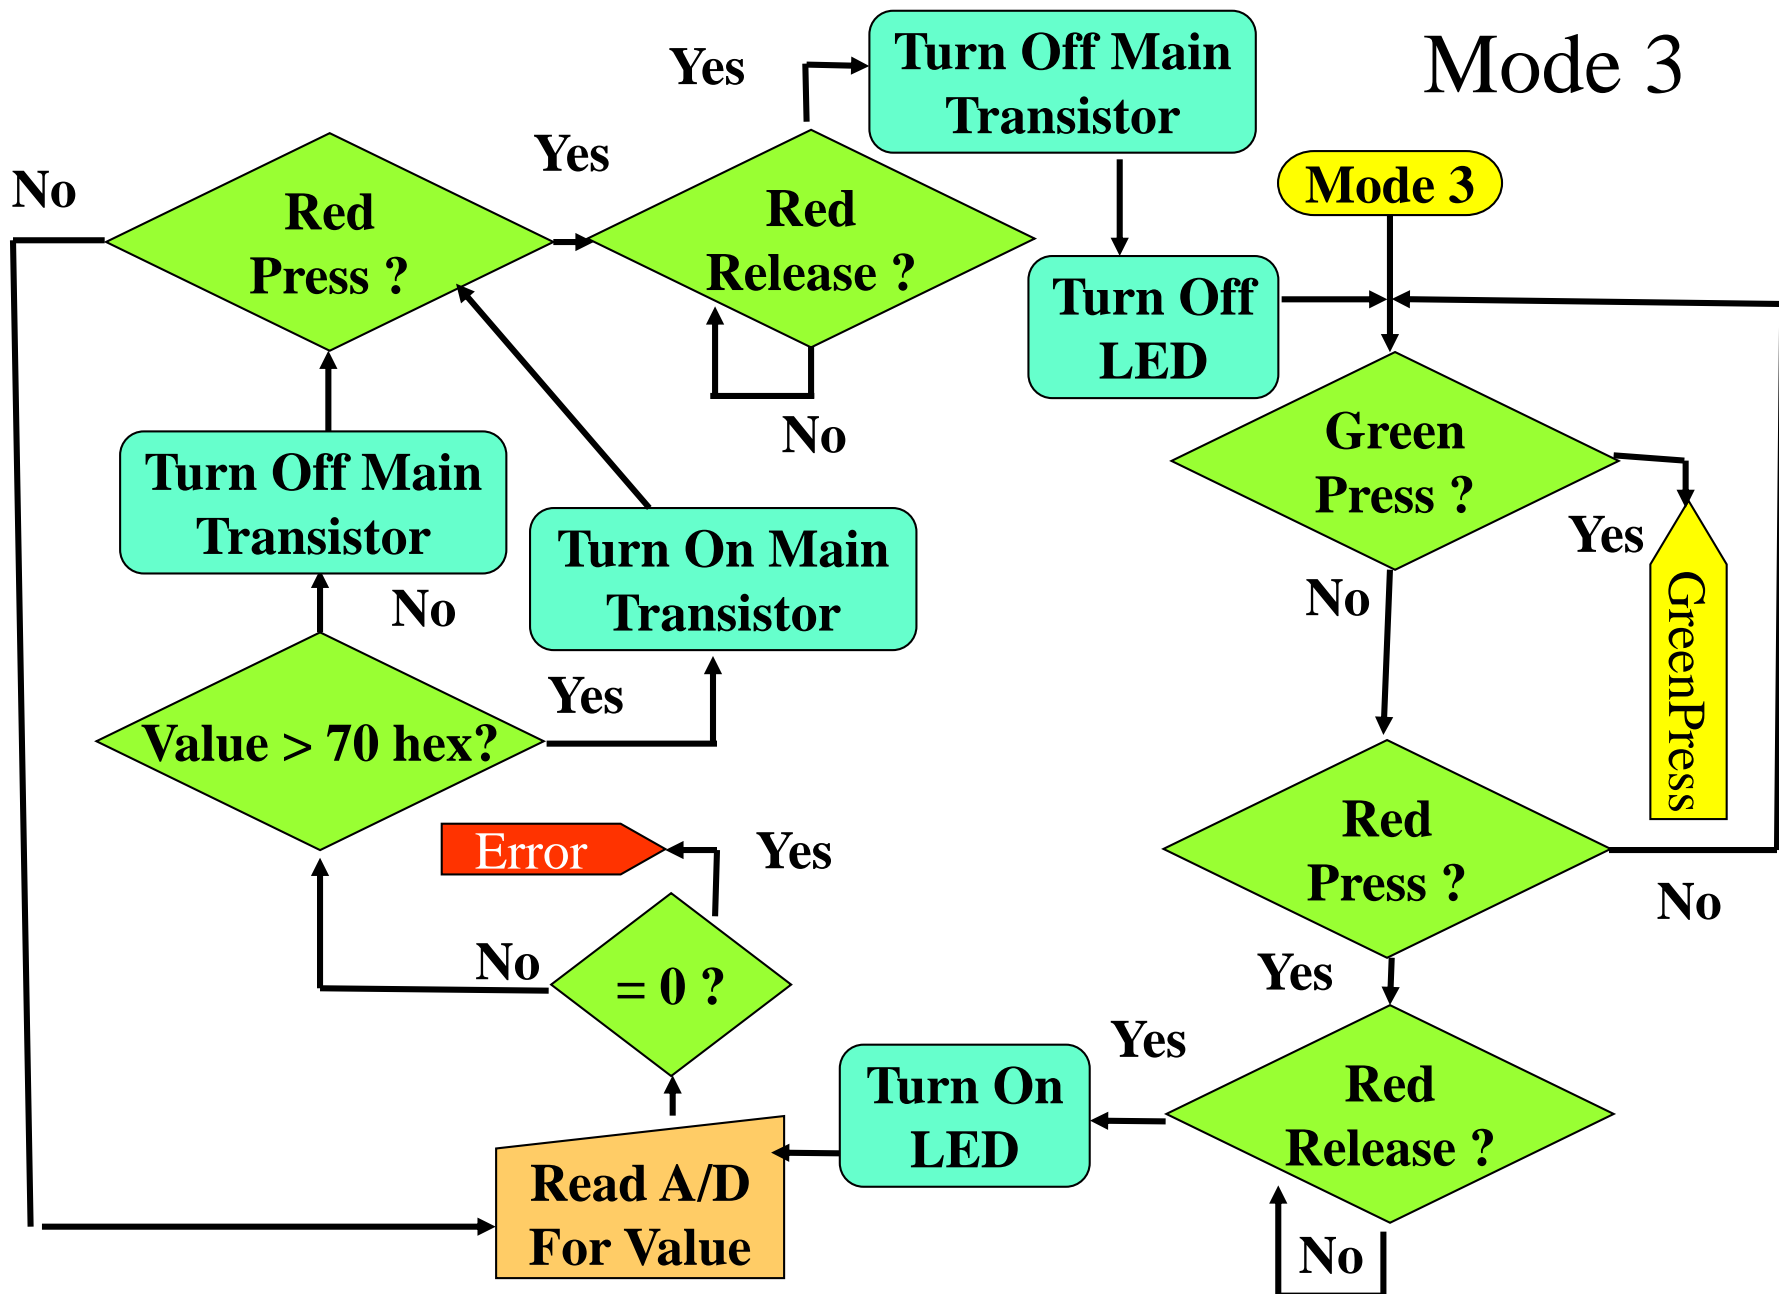 Mode 3
Yes
Turn Off Main
Transistor
No
Red
Press ?
Yes
Red
Release ?
No
Mode 3
Turn Off
LED
Green
Press ?
Yes
GreenPress
No
Turn Off Main
Transistor
No
Turn On Main
Transistor
Yes
Value > 70 hex?
Error
Yes
No
= 0 ?
Red
Press ?
No
Yes
Red
Release ?
No
Yes
Turn On
LED
Read A/D
For Value